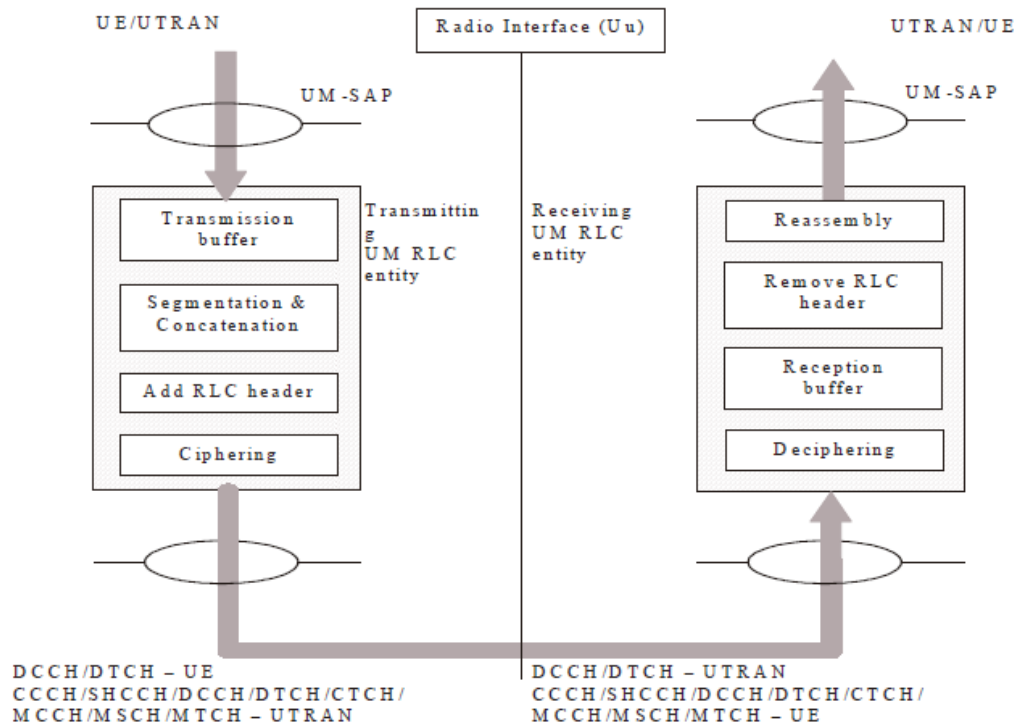 UE/UTRAN
Radio Interface (Uu)
UTRAN/UE
UM-SAP
UM-SAP
Transmission
buffer
Segmentation &
Concatenation
Add RLC header
Ciphering
Transmittin
g
UM RLC
entity
Receiving
UM RLC
entity
Reassembly
Remove RLC
header
Reception
buffer
Deciphering
DCCH/DTCH – UE
CCCH/SHCCH/DCCH/DTCH/CTCH/
MCCH/MSCH/MTCH – UTRAN
DCCH/DTCH – UTRAN
CCCH/SHCCH/DCCH/DTCH/CTCH/
MCCH/MSCH/MTCH – UE